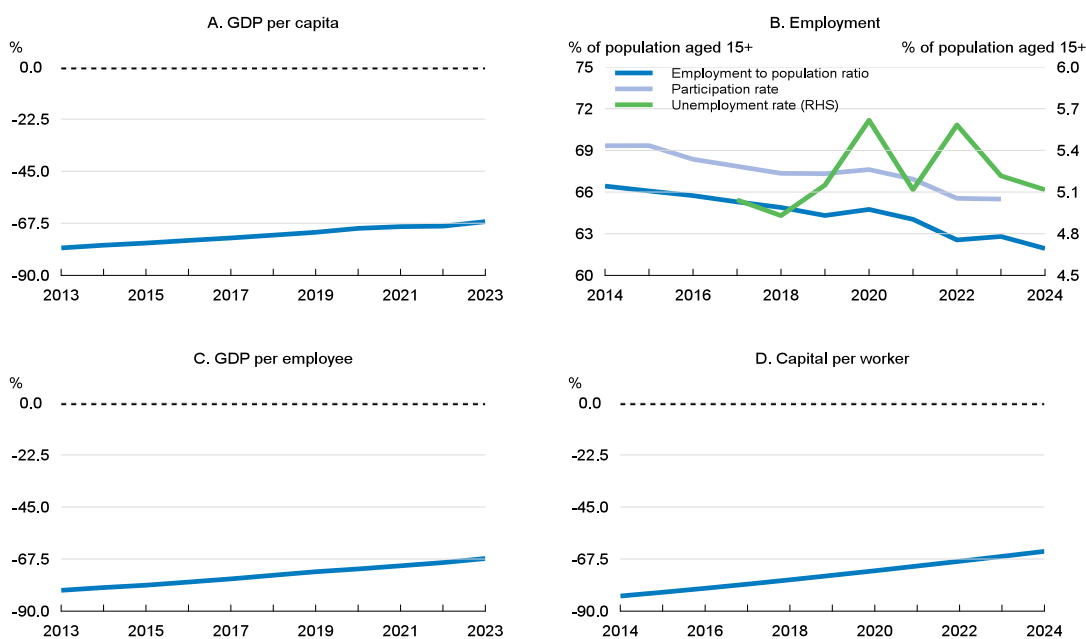 A. GDP per capita
%
0.0
-22.5
-45.0
-67.5
-90.0
2013 2015 2017 2019 2021 2023
B. Employment
% of population aged 15+ % of population aged 15+
75 6.0
Employment to population ratio
Participation rate
Unemployment rate (RHS)
72 5.7
69 5.4
66 5.1
63 4.8
60 4.5
2014 2016 2018 2020 2022 2024
C. GDP per employee
%
0.0
-22.5
-45.0
-67.5
-90.0
2013 2015 2017 2019 2021 2023
D. Capital per worker
%
0.0
-22.5
-45.0
-67.5
-90.0
2014 2016 2018 2020 2022 2024